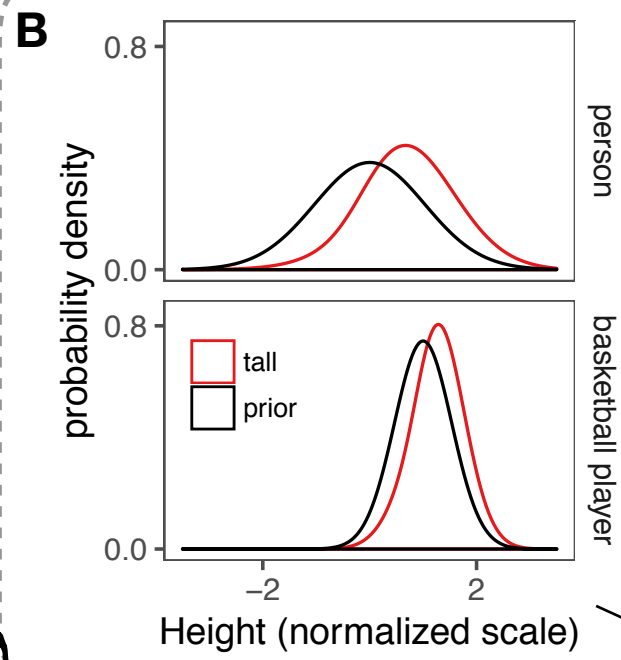 B
0.8
0.0
person
probability density
0.8
tall
prior
0.0
basketball player
−2
2
Height (normalized scale)